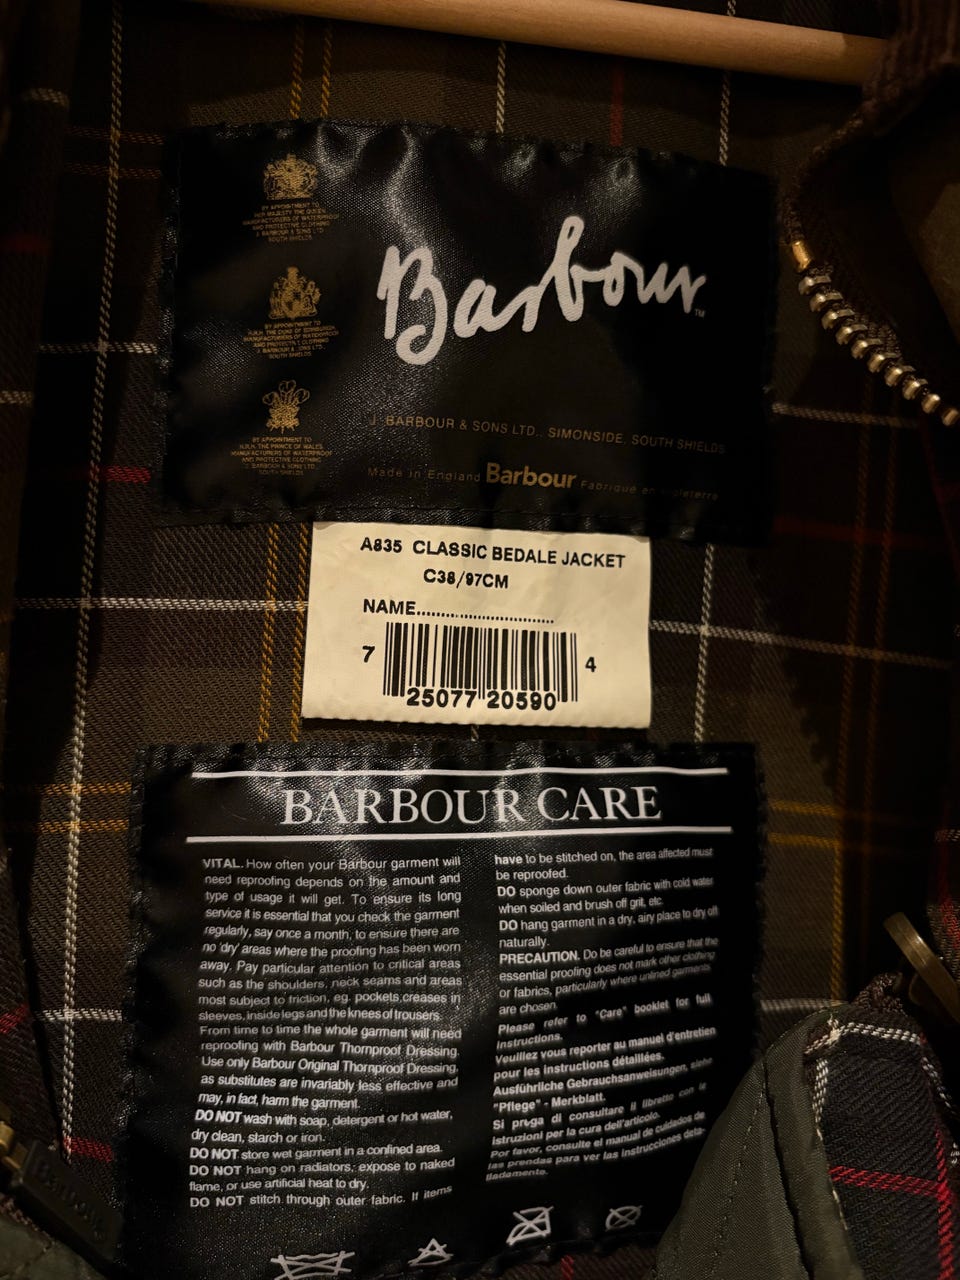 BY APPOINTMENT TO
HER MAJESTY THE QUEEN
MANUFACTURERS OF WATERPROOF
AND PROTECTIVE CLOTHING
J. BARBOUR & SONS LTD
SOUTH SHIELDS
BY APPOINTMENT TO
H.R.H. THE DUKE OF EDINBURGH
MANUFACTURERS OF WATERPROOF
& PROTECTIVE CLOTHING
J. BARBOUR & SONS LTD.
SOUTH SHIELDS
BY APPOINTMENT TO
H.R.H. THE PRINCE OF WALES
MANUFACTURERS OF WATERPROOF
AND PROTECTIVE CLOTHING
J. BARBOUR & SONS LTD
SOUTH SHIELDS
Barbour™
J. BARBOUR & SONS LTD., SIMONSIDE, SOUTH SHIELDS
Made in England Barbour Fabriqué en Angleterre
A835 CLASSIC BEDALE JACKET
C38/97CM
NAME..............................
7 25077 20590 4
BARBOUR CARE
VITAL. How often your Barbour garment will
need reproofing depends on the amount and
type of usage it will get. To ensure its long
service it is essential that you check the garment
regularly, say once a month, to ensure there are
no 'dry' areas where the proofing has been worn
away. Pay particular attention to critical areas
such as the shoulders, neck seams and areas
most subject to friction, eg. pockets, creases in
sleeves, inside legs and the knees of trousers.
From time to time the whole garment will need
reproofing with Barbour Thornproof Dressing.
Use only Barbour Original Thornproof Dressing,
as substitutes are invariably less effective and
may, in fact, harm the garment.
DO NOT wash with soap, detergent or hot water,
dry clean, starch or iron.
DO NOT store wet garment in a confined area.
DO NOT hang on radiators, expose to naked
flame, or use artificial heat to dry.
DO NOT stitch through outer fabric. If items
have to be stitched on, the area affected must
be reproofed.
DO sponge down outer fabric with cold water
when soiled and brush off grit, etc.
DO hang garment in a dry, airy place to dry off
naturally.
PRECAUTION. Do be careful to ensure that the
essential proofing does not mark other clothing
or fabrics, particularly where unlined garments
are chosen.
Please refer to "Care" booklet for full
instructions.
Veuillez vous reporter au manuel d'entretien
pour les instructions détaillées.
Ausführliche Gebrauchsanweisungen, siehe
"Pflege" - Merkblatt.
Si prega di consultare il libretto con le
istruzioni per la cura dell'articolo.
Por favor, consulte el manual de cuidados de
las prendas para ver las instrucciones deta-
lladamente.
Barbour